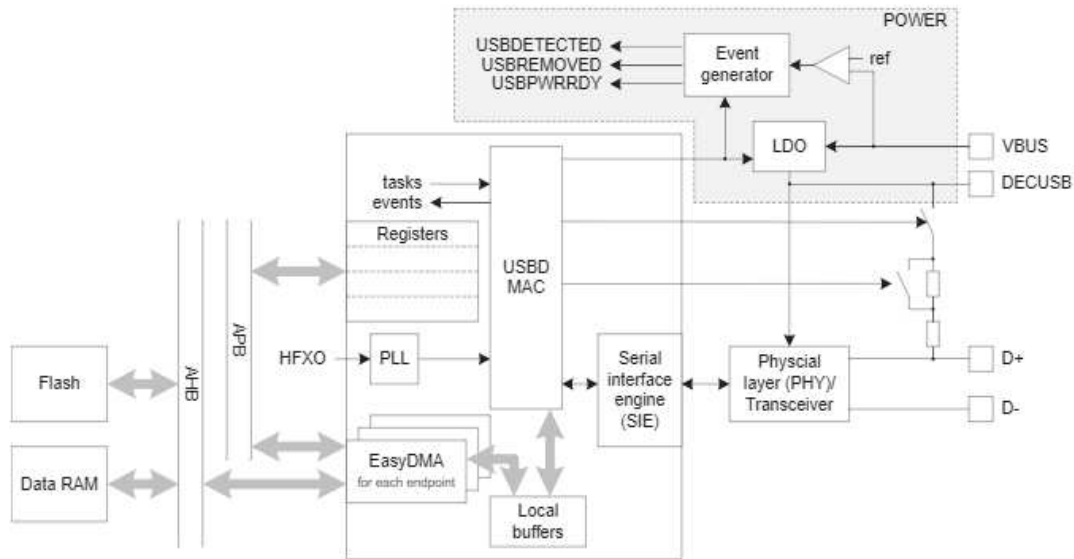 POWER
USBDETECTED
USBREMOVED
USBPWRRDY
Event
generator
ref
LDO
VBUS
DECUSB
tasks
events
Registers
USBD
MAC
APB
AHB
HFXO
PLL
Flash
Serial
interface
engine
(SIE)
Physcial
layer (PHY)/
Transceiver
D+
D-
Data RAM
EasyDMA
for each endpoint
Local
buffers